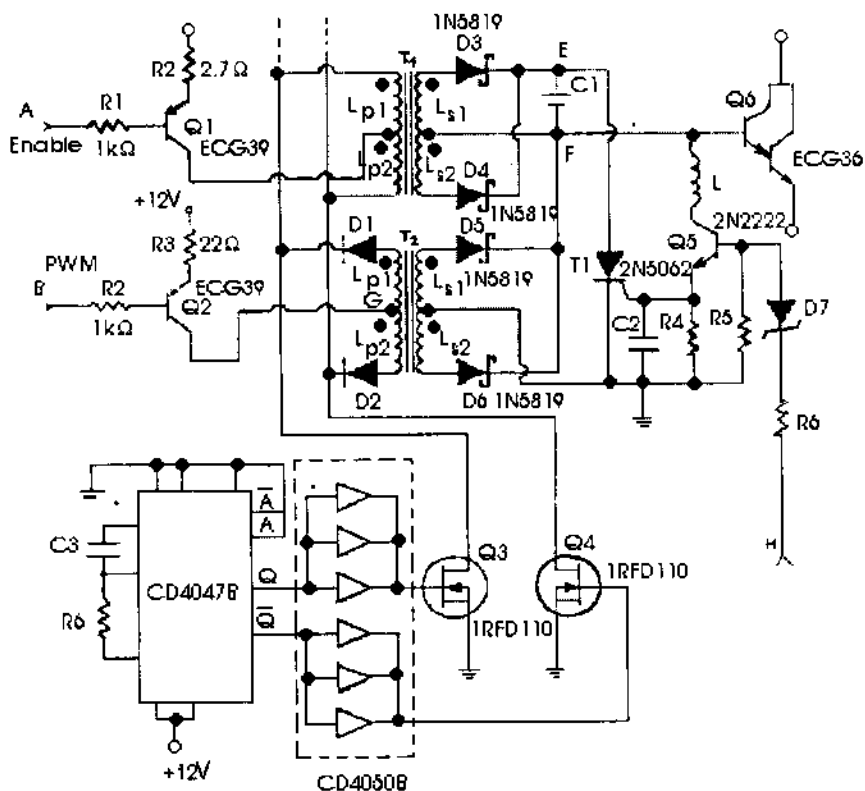 1N5819
R2
2.7Ω
D3
E
T1
C1
Q6
A
R1
Q1
Lp1
Ls1
Enable
1kΩ
ECG39
F
ECG36
Lp2
Ls2
D4
L
+12V
1N5819
2N2222
R3
22Ω
D1
T2
D5
Q5
PWM
ECG39
Lp1
Ls1
1N5819
T1
2N5062
B
R2
G
D7
1kΩ
Q2
Lp2
Ls2
C2
R4
R5
D2
D6
1N5819
R6
A
A
C3
Q3
Q4
H
CD4047B
Q
1RFD110
R6
Q
1RFD110
+12V
CD4050B